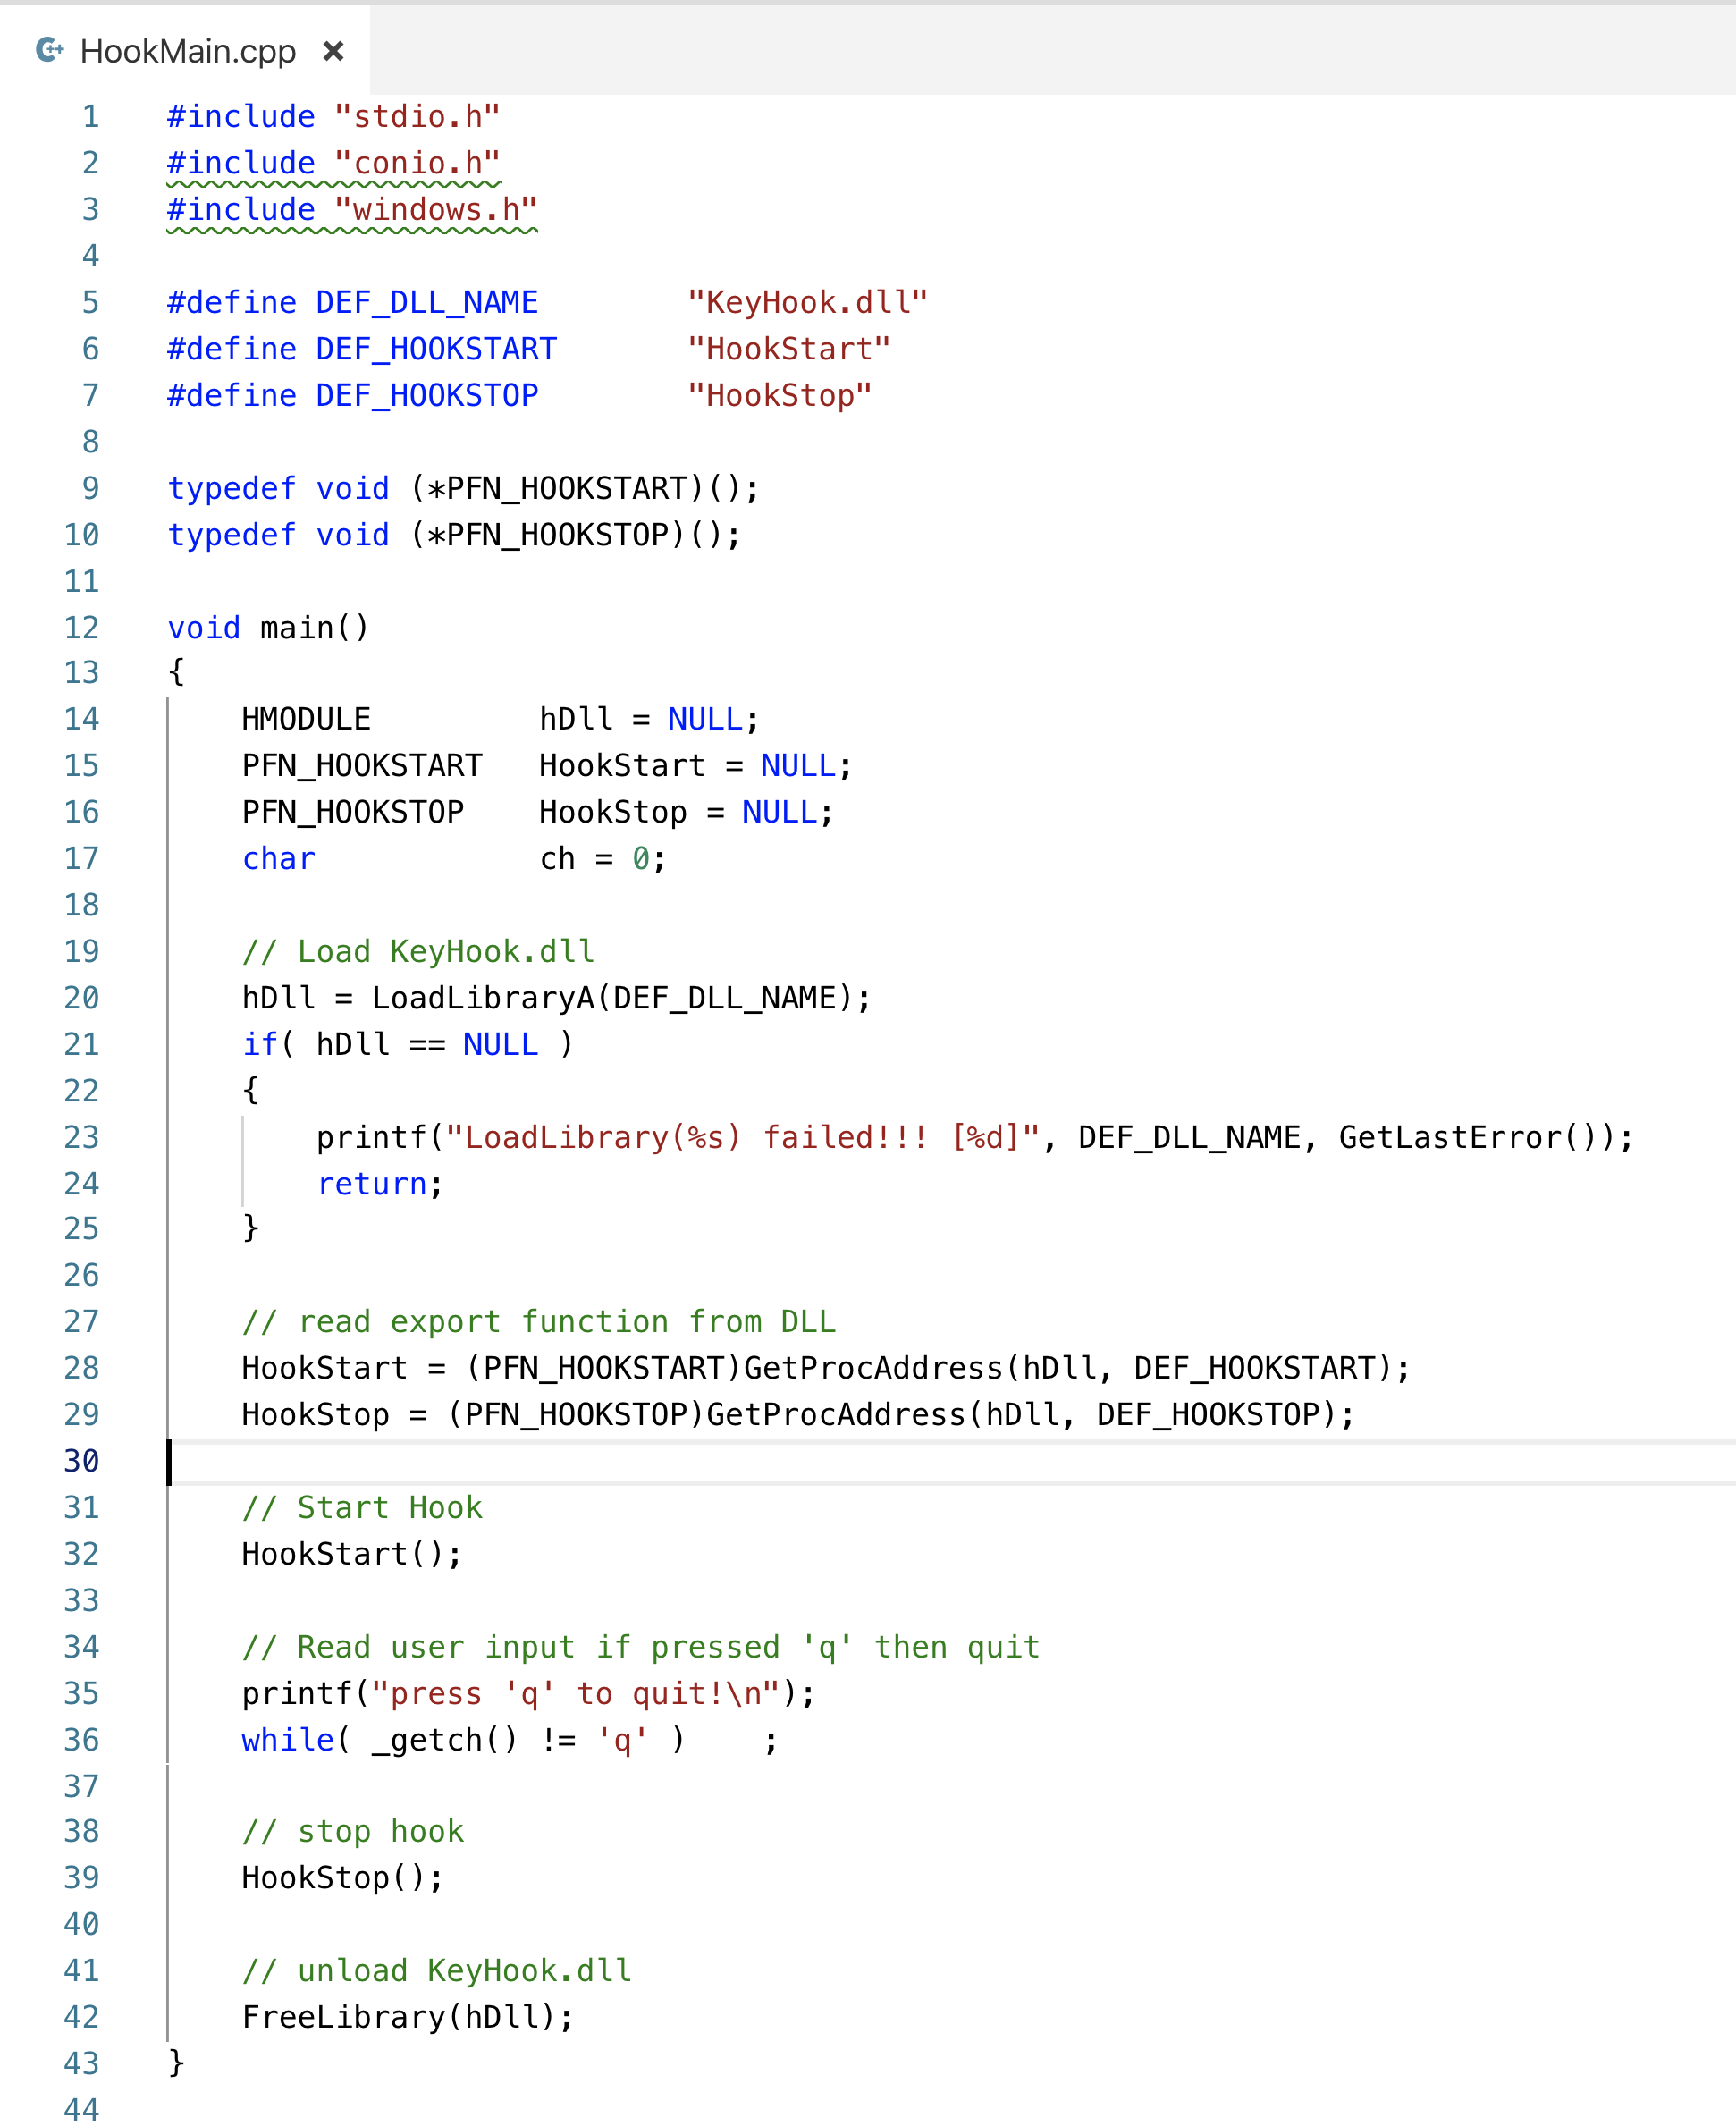 HookMain.cpp ×
1 #include "stdio.h"
2 #include "conio.h"
3 #include "windows.h"
4
5 #define DEF_DLL_NAME        "KeyHook.dll"
6 #define DEF_HOOKSTART       "HookStart"
7 #define DEF_HOOKSTOP        "HookStop"
8
9 typedef void (*PFN_HOOKSTART)();
10 typedef void (*PFN_HOOKSTOP)();
11
12 void main()
13 {
14     HMODULE         hDll = NULL;
15     PFN_HOOKSTART   HookStart = NULL;
16     PFN_HOOKSTOP    HookStop = NULL;
17     char            ch = 0;
18
19     // Load KeyHook.dll
20     hDll = LoadLibraryA(DEF_DLL_NAME);
21     if( hDll == NULL )
22     {
23         printf("LoadLibrary(%s) failed!!! [%d]", DEF_DLL_NAME, GetLastError());
24         return;
25     }
26
27     // read export function from DLL
28     HookStart = (PFN_HOOKSTART)GetProcAddress(hDll, DEF_HOOKSTART);
29     HookStop = (PFN_HOOKSTOP)GetProcAddress(hDll, DEF_HOOKSTOP);
30
31     // Start Hook
32     HookStart();
33
34     // Read user input if pressed 'q' then quit
35     printf("press 'q' to quit!\n");
36     while( _getch() != 'q' )    ;
37
38     // stop hook
39     HookStop();
40
41     // unload KeyHook.dll
42     FreeLibrary(hDll);
43 }
44